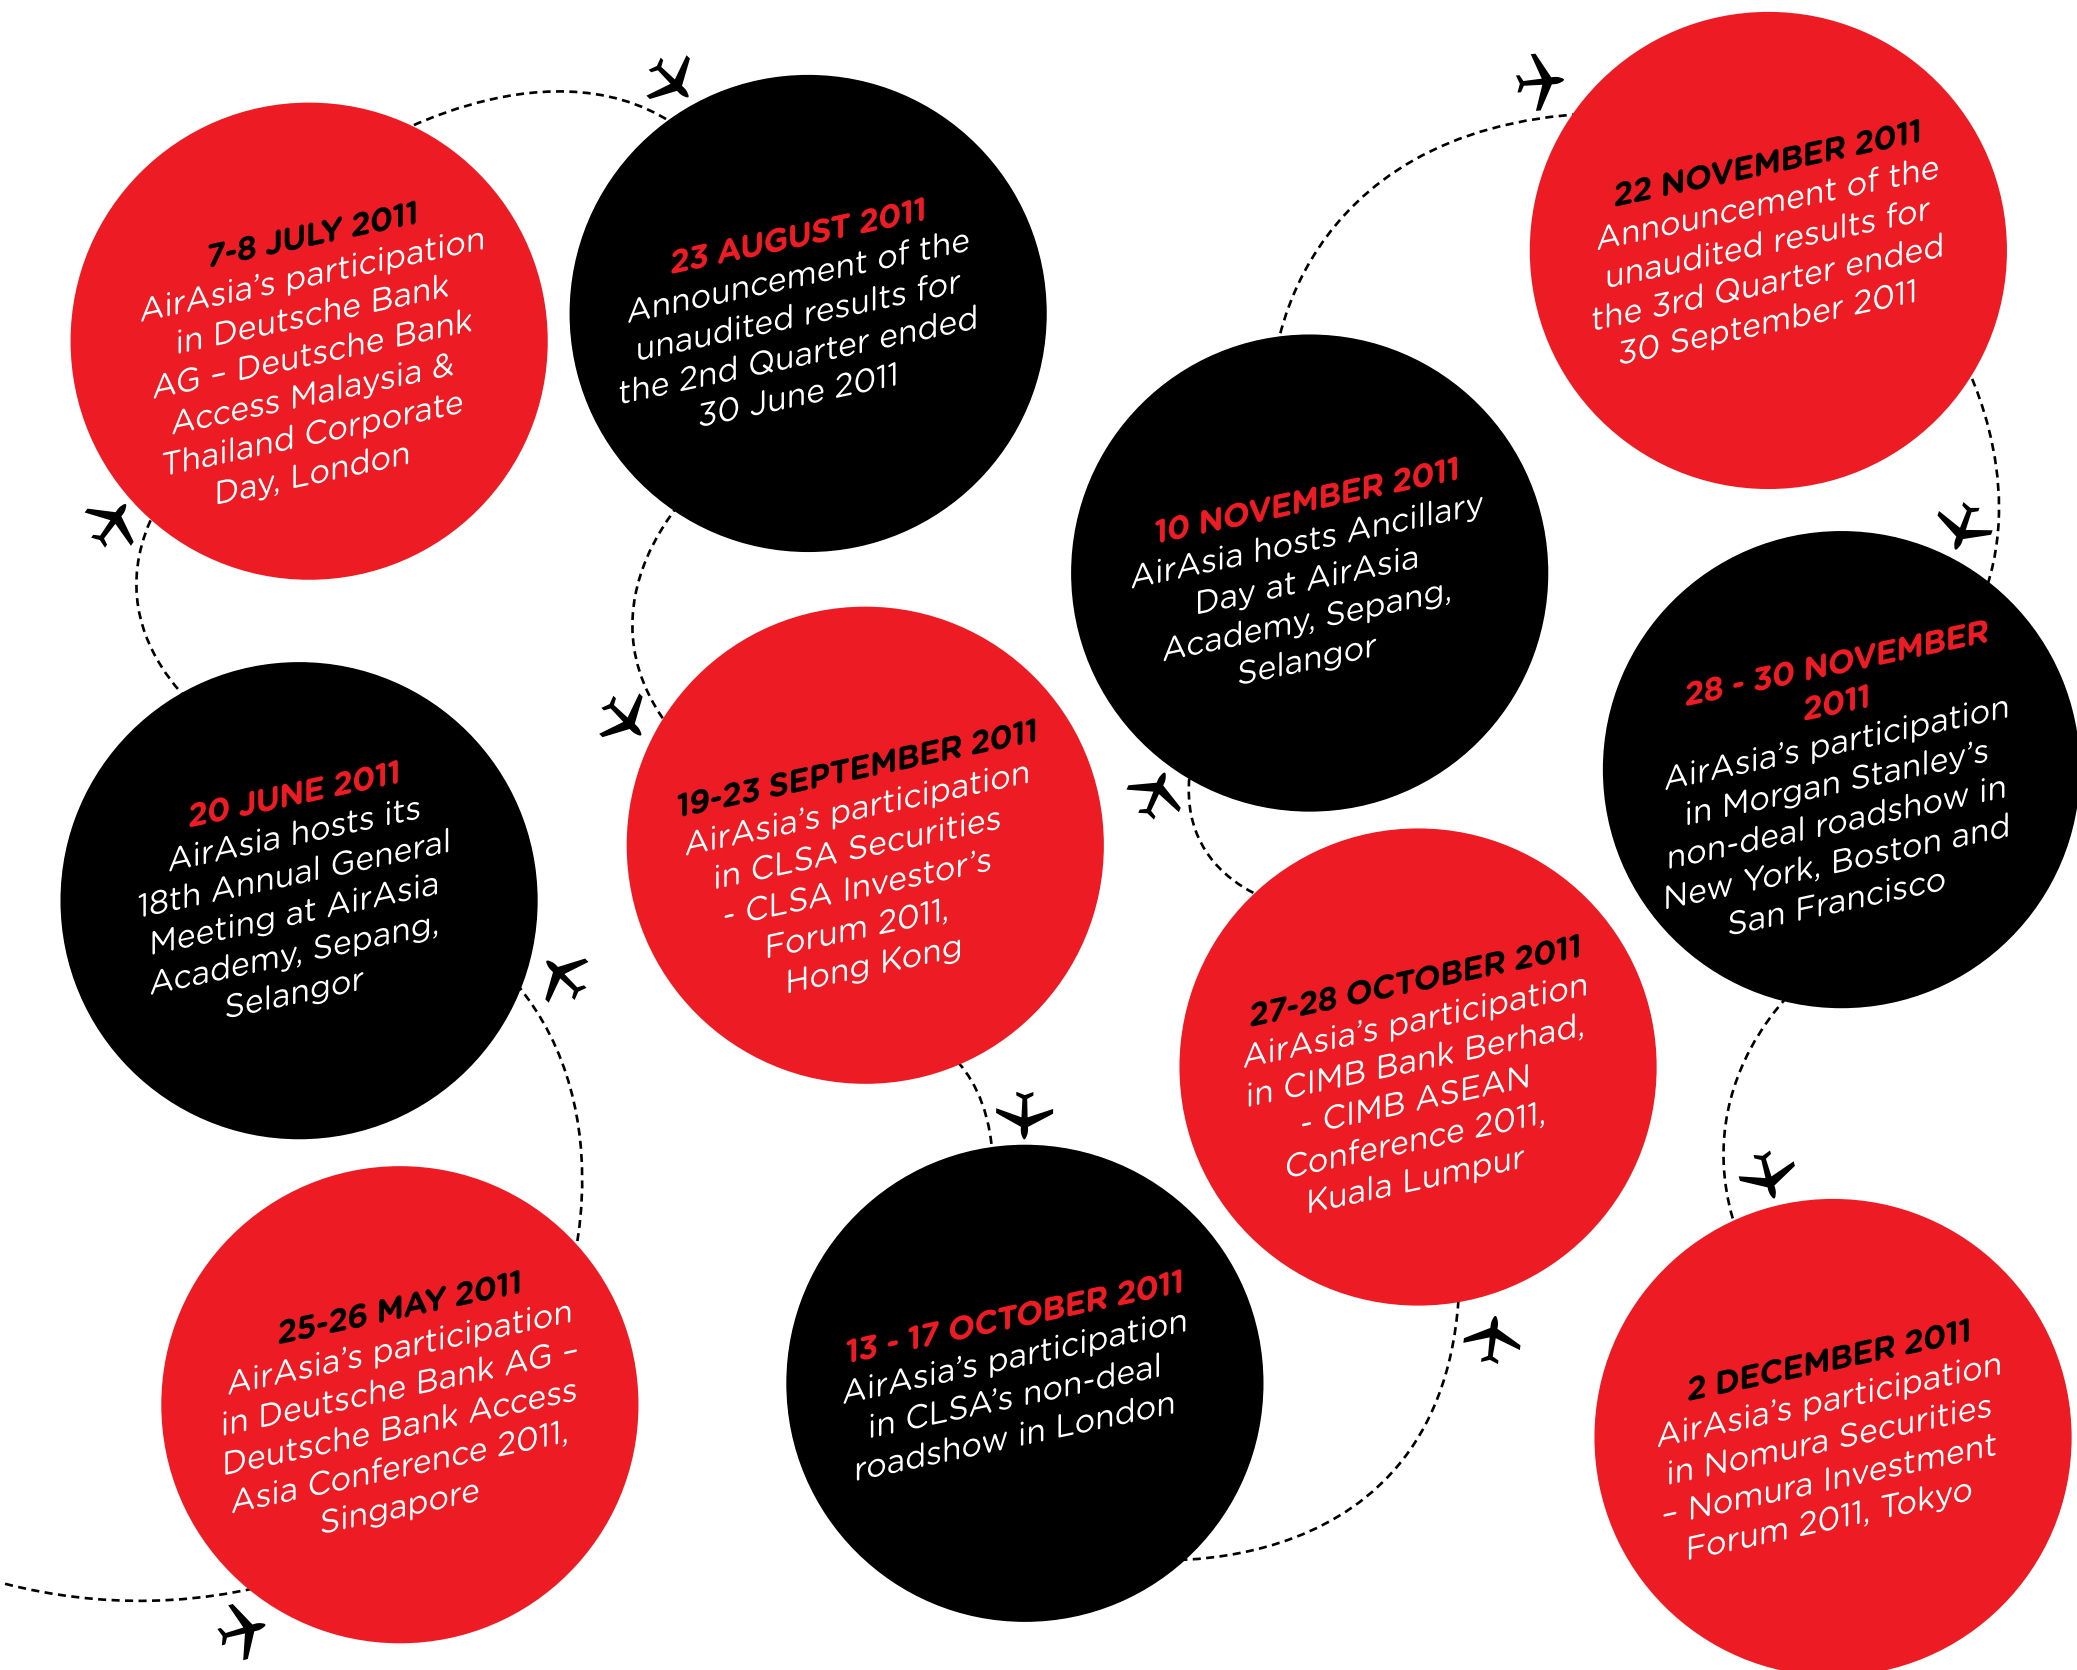 25-26 MAY 2011
AirAsia’s participation
in Deutsche Bank AG –
Deutsche Bank Access
Asia Conference 2011,
Singapore
20 JUNE 2011
AirAsia hosts its
18th Annual General
Meeting at AirAsia
Academy, Sepang,
Selangor
7-8 JULY 2011
AirAsia’s participation
in Deutsche Bank
AG – Deutsche Bank
Access Malaysia &
Thailand Corporate
Day, London
23 AUGUST 2011
Announcement of the
unaudited results for
the 2nd Quarter ended
30 June 2011
19-23 SEPTEMBER 2011
AirAsia’s participation
in CLSA Securities
- CLSA Investor’s
Forum 2011,
Hong Kong
13 - 17 OCTOBER 2011
AirAsia’s participation
in CLSA’s non-deal
roadshow in London
27-28 OCTOBER 2011
AirAsia’s participation
in CIMB Bank Berhad,
- CIMB ASEAN
Conference 2011,
Kuala Lumpur
10 NOVEMBER 2011
AirAsia hosts Ancillary
Day at AirAsia
Academy, Sepang,
Selangor
22 NOVEMBER 2011
Announcement of the
unaudited results for
the 3rd Quarter ended
30 September 2011
28 - 30 NOVEMBER
2011
AirAsia’s participation
in Morgan Stanley’s
non-deal roadshow in
New York, Boston and
San Francisco
2 DECEMBER 2011
AirAsia’s participation
in Nomura Securities
– Nomura Investment
Forum 2011, Tokyo